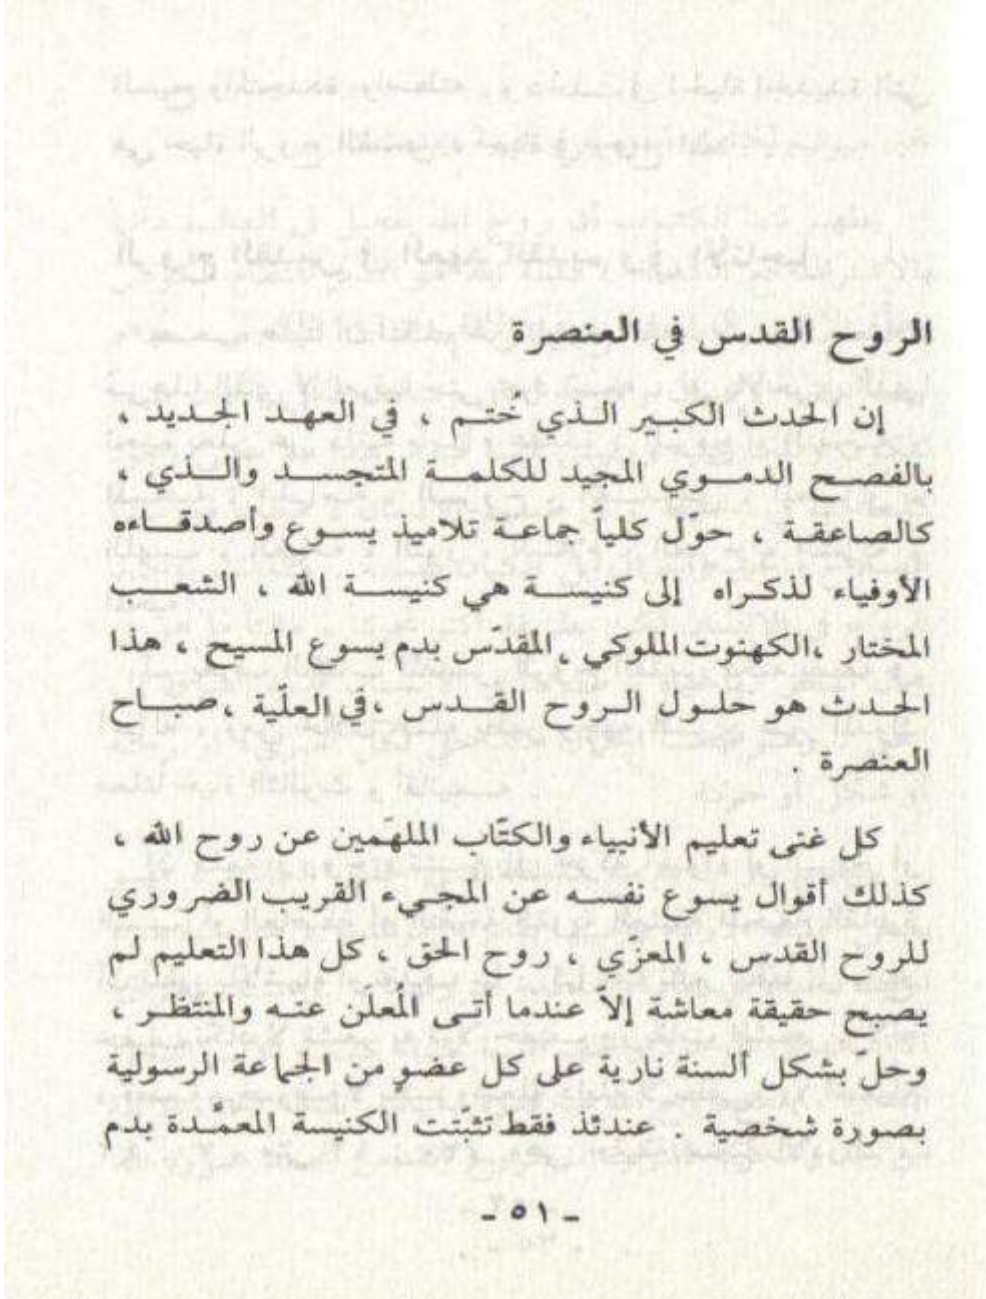 الروح القدس في العنصرة
إن الحدث الكبير الذي خُتم ، في العهد الجديد ،
بالفصح الدموي المجيد للكلمة المتجسد والذي ،
كالصاعقة ، حوّل كلياً جماعة تلاميذ يسوع وأصدقاءه
الأوفياء لذكراه إلى كنيسة هي كنيسة الله ، الشعب
المختار ،الكهنوت الملوكي ، المقدّس بدم يسوع المسيح ، هذا
الحدث هو حلول الروح القدس ،في العلّية ،صباح
العنصرة .
كل غنى تعليم الأنبياء والكتّاب الملهَمين عن روح الله ،
كذلك أقوال يسوع نفسه عن المجيء القريب الضروري
للروح القدس ، المعزّي ، روح الحق ، كل هذا التعليم لم
يصبح حقيقة معاشة إلاّ عندما أتى المُعلَن عنه والمنتظر ،
وحلّ بشكل ألسنة نارية على كل عضوٍ من الجماعة الرسولية
بصورة شخصية . عندئذ فقط تثبّتت الكنيسة المعمَّدة بدم
- ٥١ -